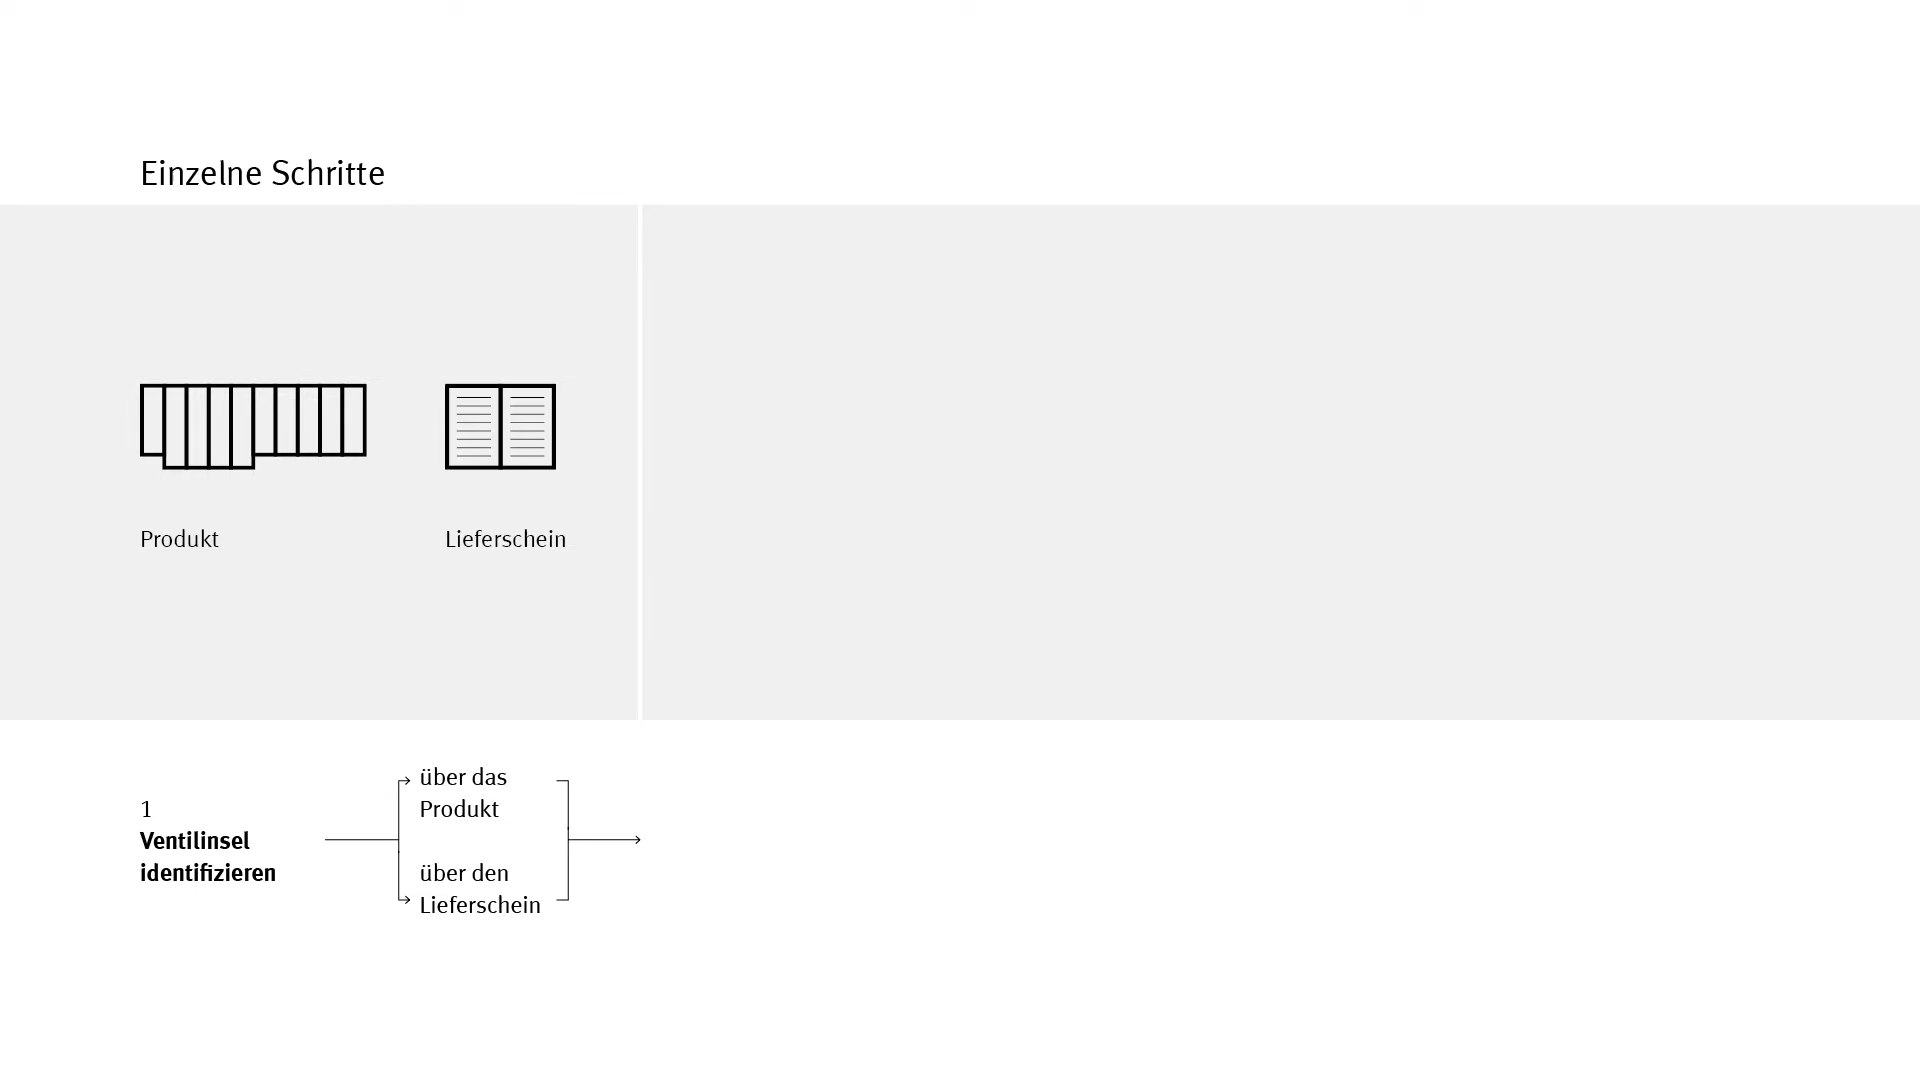 Einzelne Schritte
Produkt
Lieferschein
1
Ventilinsel
identifizieren
über das
Produkt
über den
Lieferschein